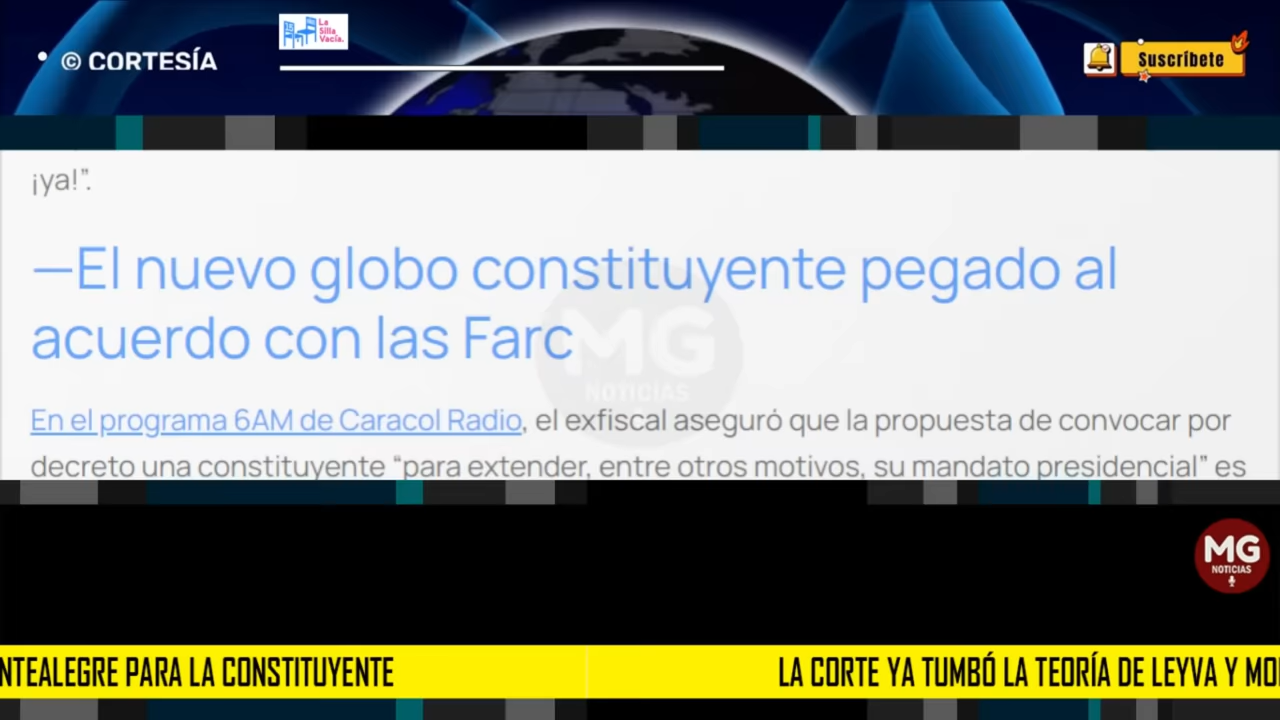 © CORTESÍA
La
Silla
Vacía.
Suscríbete
¡ya!”.
—El nuevo globo constituyente pegado al
acuerdo con las Farc
En el programa 6AM de Caracol Radio, el exfiscal aseguró que la propuesta de convocar por
decreto una constituyente “para extender, entre otros motivos, su mandato presidencial” es
MG
NOTICIAS
MG
NOTICIAS
NTEALEGRE PARA LA CONSTITUYENTE
LA CORTE YA TUMBÓ LA TEORÍA DE LEYVA Y MO